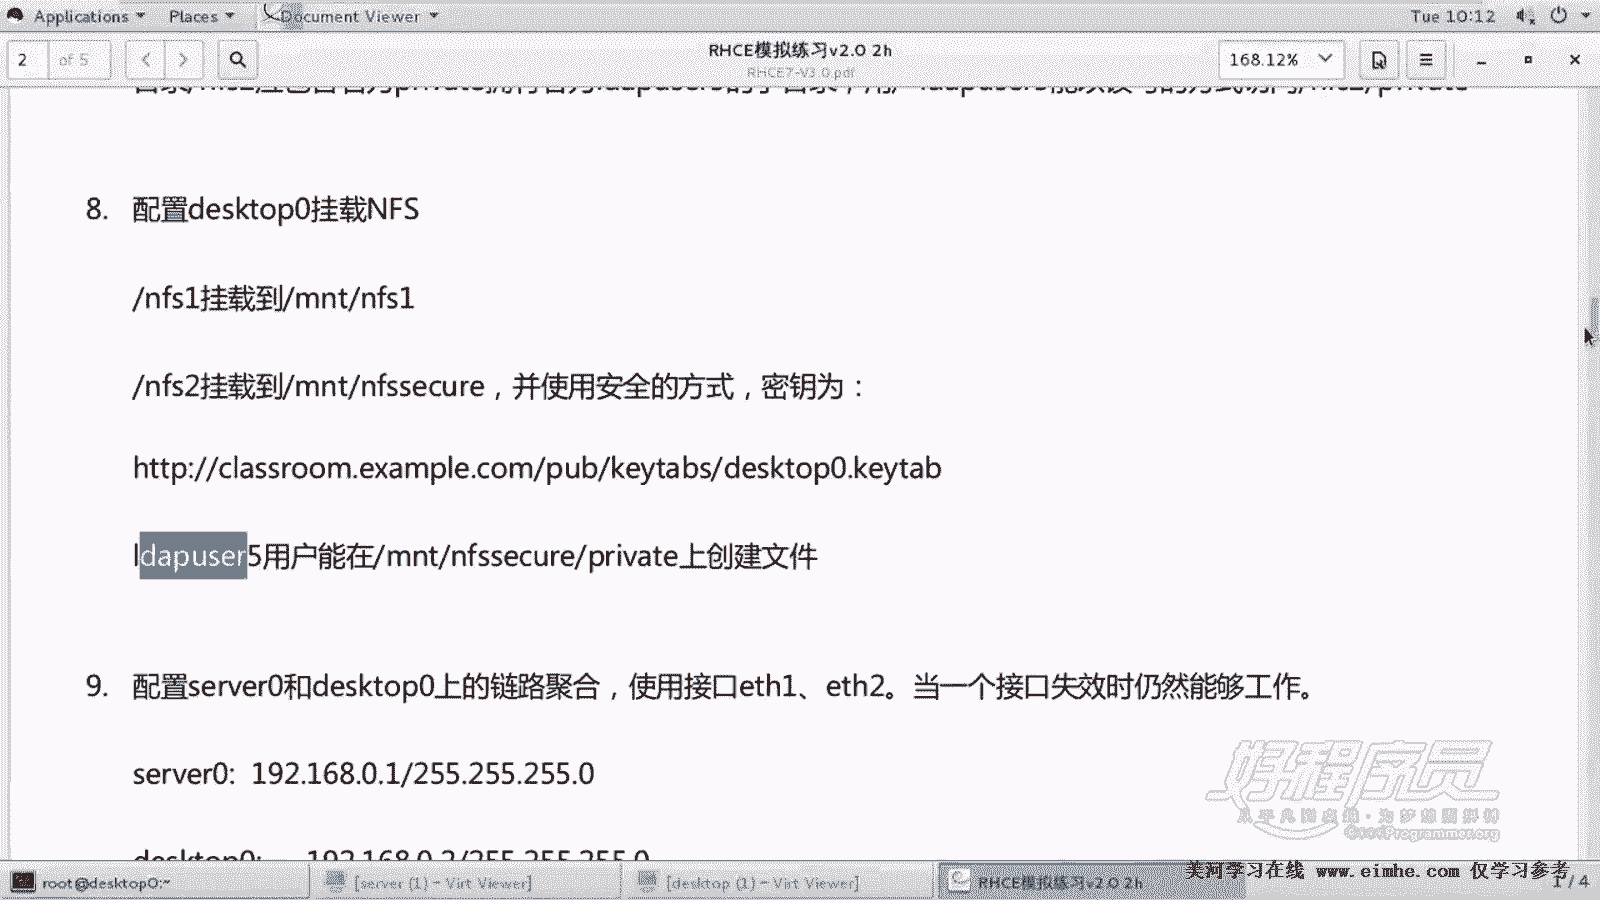 Applications Places Document Viewer Tue 10:12
2 of 5 RHCE模拟练习v2.0 2h 168.12%
RHCE7-V3.0.pdf
8. 配置desktop0挂载NFS
/nfs1挂载到/mnt/nfs1
/nfs2挂载到/mnt/nfssecure，并使用安全的方式，密钥为：
http://classroom.example.com/pub/keytabs/desktop0.keytab
ldapuser5用户能在/mnt/nfssecure/private上创建文件
9. 配置server0和desktop0上的链路聚合，使用接口eth1、eth2。当一个接口失效时仍然能够工作。
server0: 192.168.0.1/255.255.255.0
desktop0: 192.168.0.2/255.255.255.0
好程序员
GoodProgrammer.org
root@desktop0:~ [server (1) - Virt Viewer] [desktop (1) - Virt Viewer] RHCE模拟练习v2.0 2h 1 / 4
美河学习在线 www.eimhe.com 仅学习参考